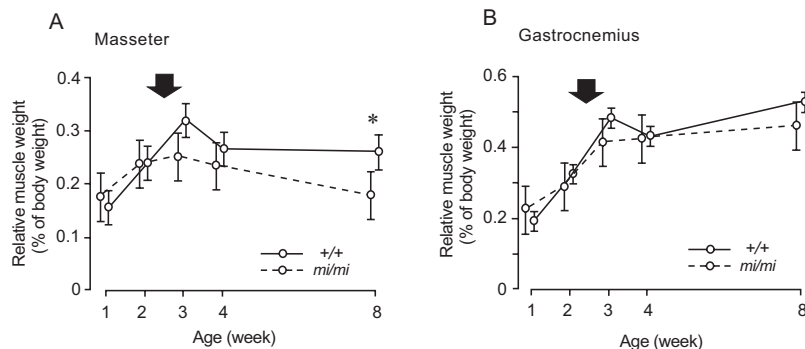 A
Masseter
Relative muscle weight
(% of body weight)
0.4
0.3
0.2
0.1
0
*
+/+
mi/mi
1 2 3 4 8
Age (week)
B
Gastrocnemius
Relative muscle weight
(% of body weight)
0.6
0.4
0.2
0
+/+
mi/mi
1 2 3 4 8
Age (week)